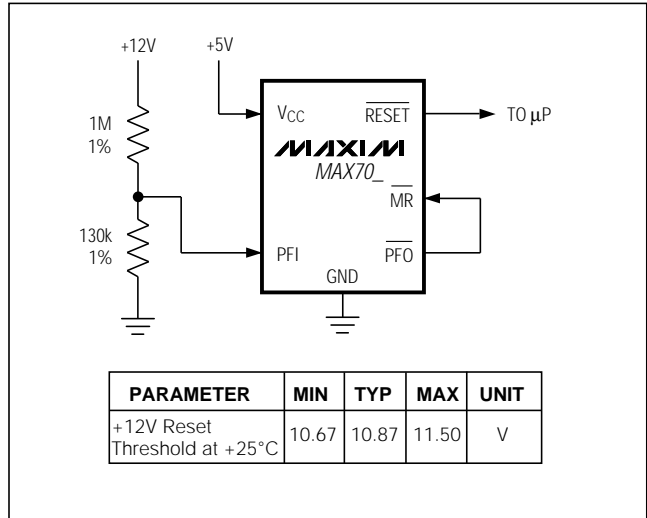 +12V
+5V
VCC
RESET
TO μP
1M
1%
MAXIM
MAX70_
MR
130k
1%
PFI
PFO
GND
PARAMETER MIN TYP MAX UNIT
+12V Reset
Threshold at +25°C 10.67 10.87 11.50 V